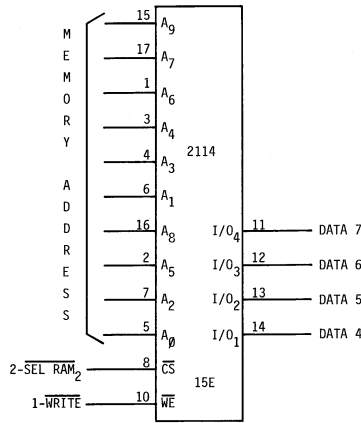 MEMORY ADDRESS
15 A9
17 A7
1 A6
3 A4
4 A3
6 A1
16 A8
2 A5
7 A2
5 A0
2-SEL RAM2 8 CS
1-WRITE 10 WE
2114
15E
I/O4 11 DATA 7
I/O3 12 DATA 6
I/O2 13 DATA 5
I/O1 14 DATA 4